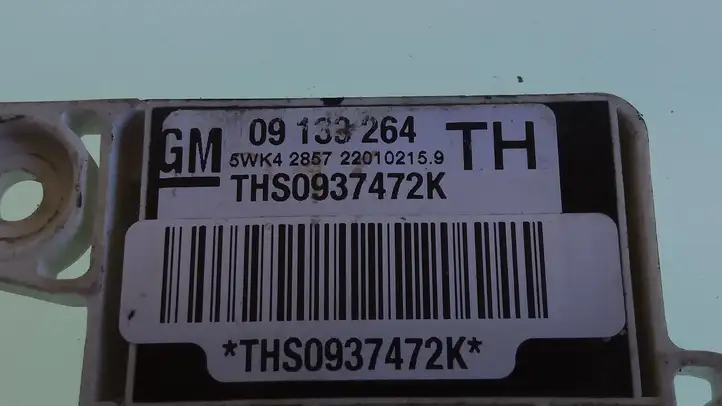 GM 09 133 264 TH
5WK4 2857 22010215.9
THS0937472K
*THS0937472K*